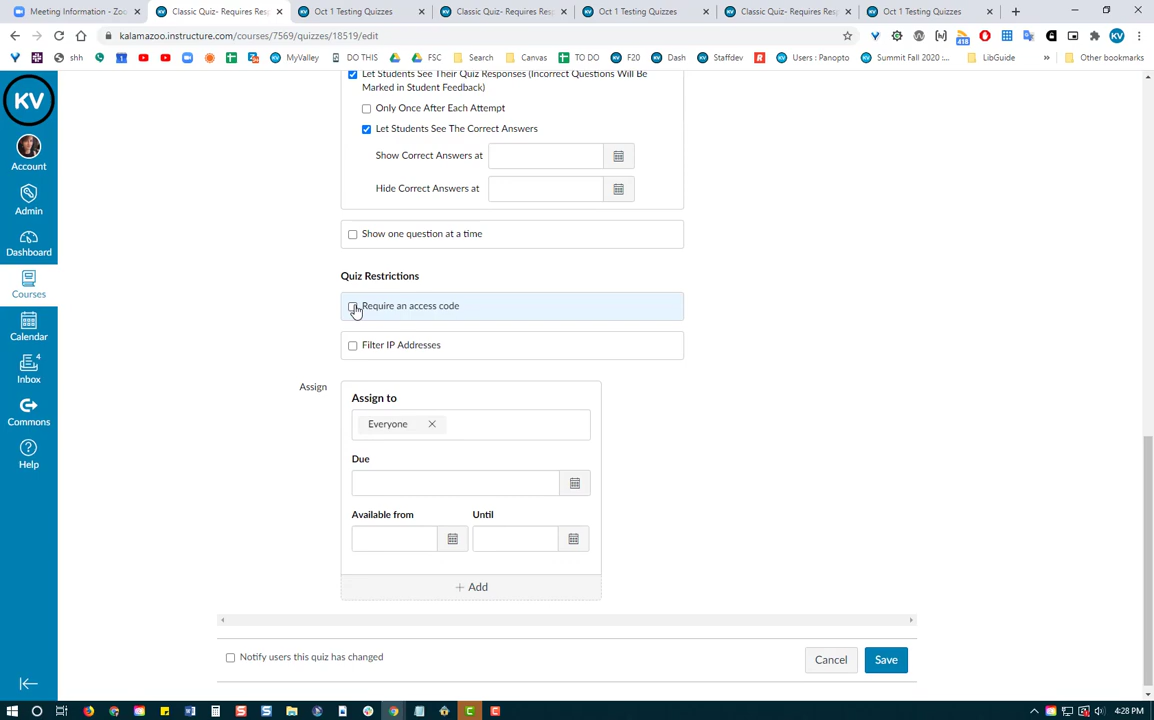 Meeting Information - Zoo
Classic Quiz- Requires Res
Oct 1 Testing Quizzes
Classic Quiz- Requires Res
Oct 1 Testing Quizzes
Classic Quiz- Requires Res
Oct 1 Testing Quizzes
kalamazoo.instructure.com/courses/7569/quizzes/18519/edit
418
KV
shh
DO THIS
FSC
Search
Canvas
TO DO
F20
MyValley
Dash
Staffdev
Users : Panopto
Summit Fall 2020 :...
LibGuide
»
Other bookmarks
KV
Account
Admin
Dashboard
Courses
Calendar
4
Inbox
Commons
Help
Let Students See Their Quiz Responses (Incorrect Questions Will Be
Marked in Student Feedback)
Only Once After Each Attempt
Let Students See The Correct Answers
Show Correct Answers at
Hide Correct Answers at
Show one question at a time
Quiz Restrictions
Require an access code
Filter IP Addresses
Assign
Assign to
Everyone
Due
Available from
Until
+ Add
Notify users this quiz has changed
Cancel
Save
4:28 PM